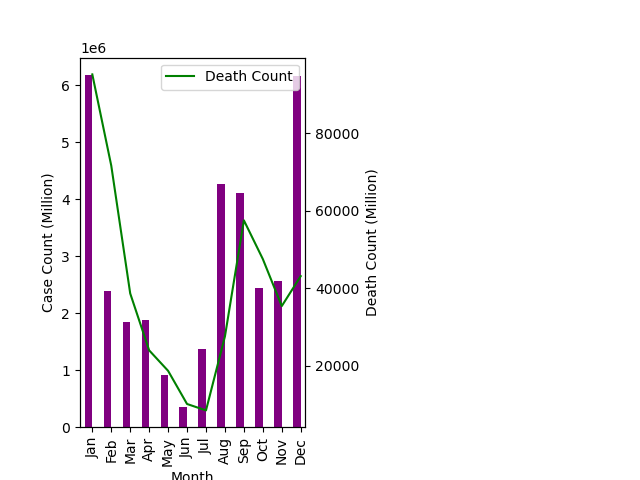 1e6
Death Count
6
5
4
3
2
1
0
Case Count (Million)
80000
60000
40000
20000
Death Count (Million)
Jan
Feb
Mar
Apr
May
Jun
Jul
Aug
Sep
Oct
Nov
Dec
Month